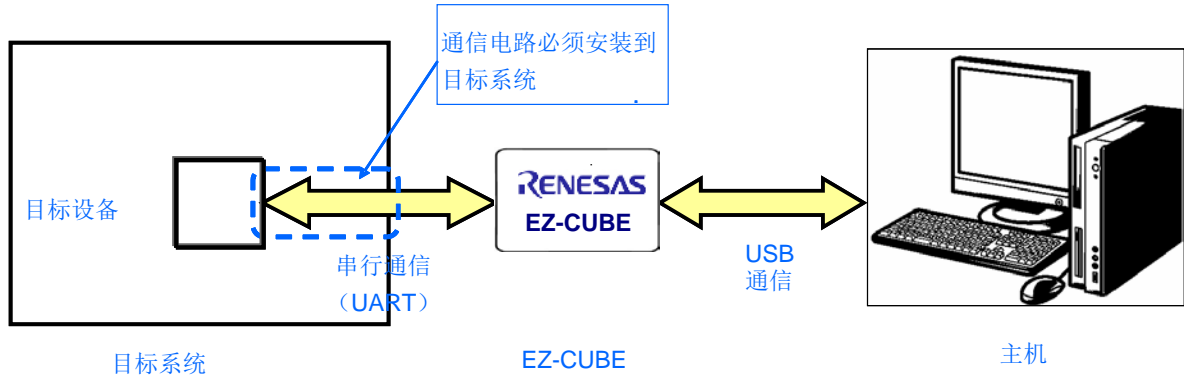 通信电路必须安装到
目标系统
.
目标设备
RENESAS
EZ-CUBE
串行通信
（UART）
USB
通信
目标系统
EZ-CUBE
主机